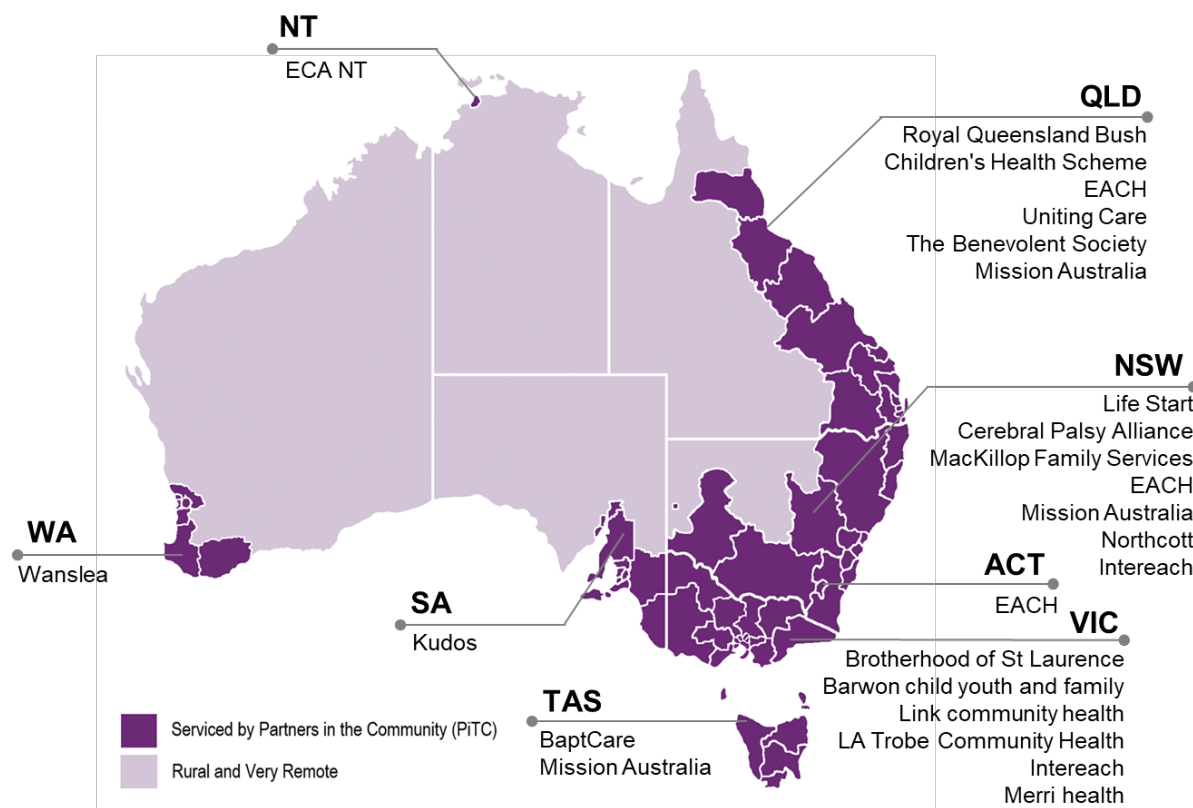 NT
ECA NT
QLD
Royal Queensland Bush
Children's Health Scheme
EACH
Uniting Care
The Benevolent Society
Mission Australia
NSW
Life Start
Cerebral Palsy Alliance
MacKillop Family Services
EACH
Mission Australia
Northcott
Intereach
WA
Wanslea
SA
Kudos
ACT
EACH
VIC
Brotherhood of St Laurence
Barwon child youth and family
Link community health
LA Trobe Community Health
Intereach
Merri health
TAS
BaptCare
Mission Australia
Serviced by Partners in the Community (PiTC)
Rural and Very Remote